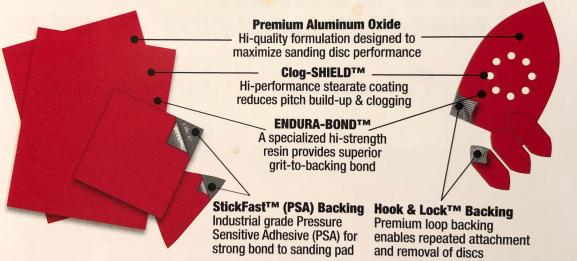 Premium Aluminum Oxide
Hi-quality formulation designed to
maximize sanding disc performance
Clog-SHIELD™
Hi-performance stearate coating
reduces pitch build-up & clogging
ENDURA-BOND™
A specialized hi-strength
resin provides superior
grit-to-backing bond
StickFast™ (PSA) Backing
Industrial grade Pressure
Sensitive Adhesive (PSA) for
strong bond to sanding pad
Hook & Lock™ Backing
Premium loop backing
enables repeated attachment
and removal of discs